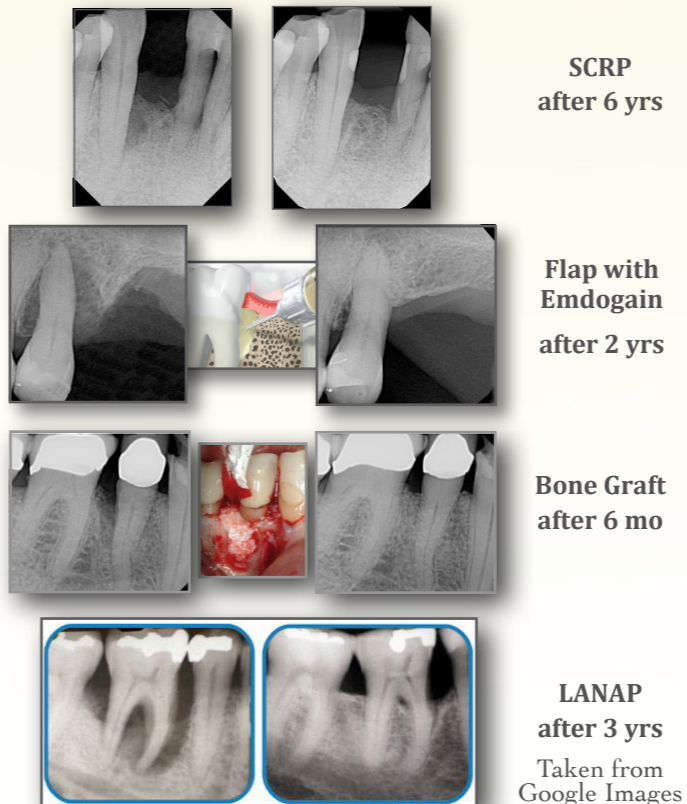 SCRP
after 6 yrs
Flap with
Emdogain
after 2 yrs
Bone Graft
after 6 mo
LANAP
after 3 yrs
Taken from
Google Images